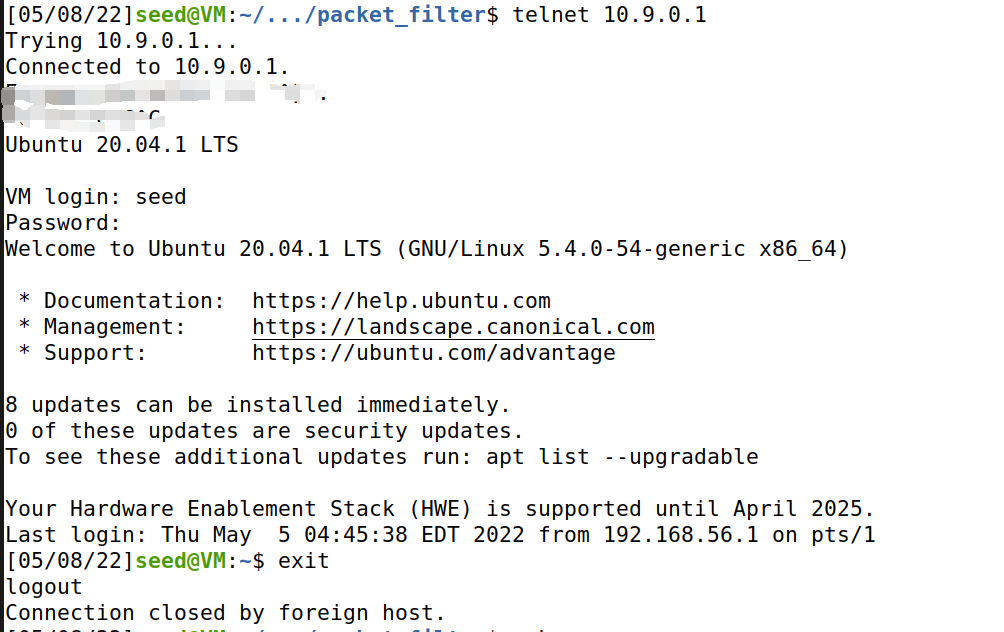 [05/08/22]seed@VM:~/.../packet_filter$ telnet 10.9.0.1
Trying 10.9.0.1...
Connected to 10.9.0.1.
Ubuntu 20.04.1 LTS
VM login: seed
Password:
Welcome to Ubuntu 20.04.1 LTS (GNU/Linux 5.4.0-54-generic x86_64)
* Documentation:  https://help.ubuntu.com
* Management:     https://landscape.canonical.com
* Support:        https://ubuntu.com/advantage
8 updates can be installed immediately.
0 of these updates are security updates.
To see these additional updates run: apt list --upgradable
Your Hardware Enablement Stack (HWE) is supported until April 2025.
Last login: Thu May  5 04:45:38 EDT 2022 from 192.168.56.1 on pts/1
[05/08/22]seed@VM:~$ exit
logout
Connection closed by foreign host.